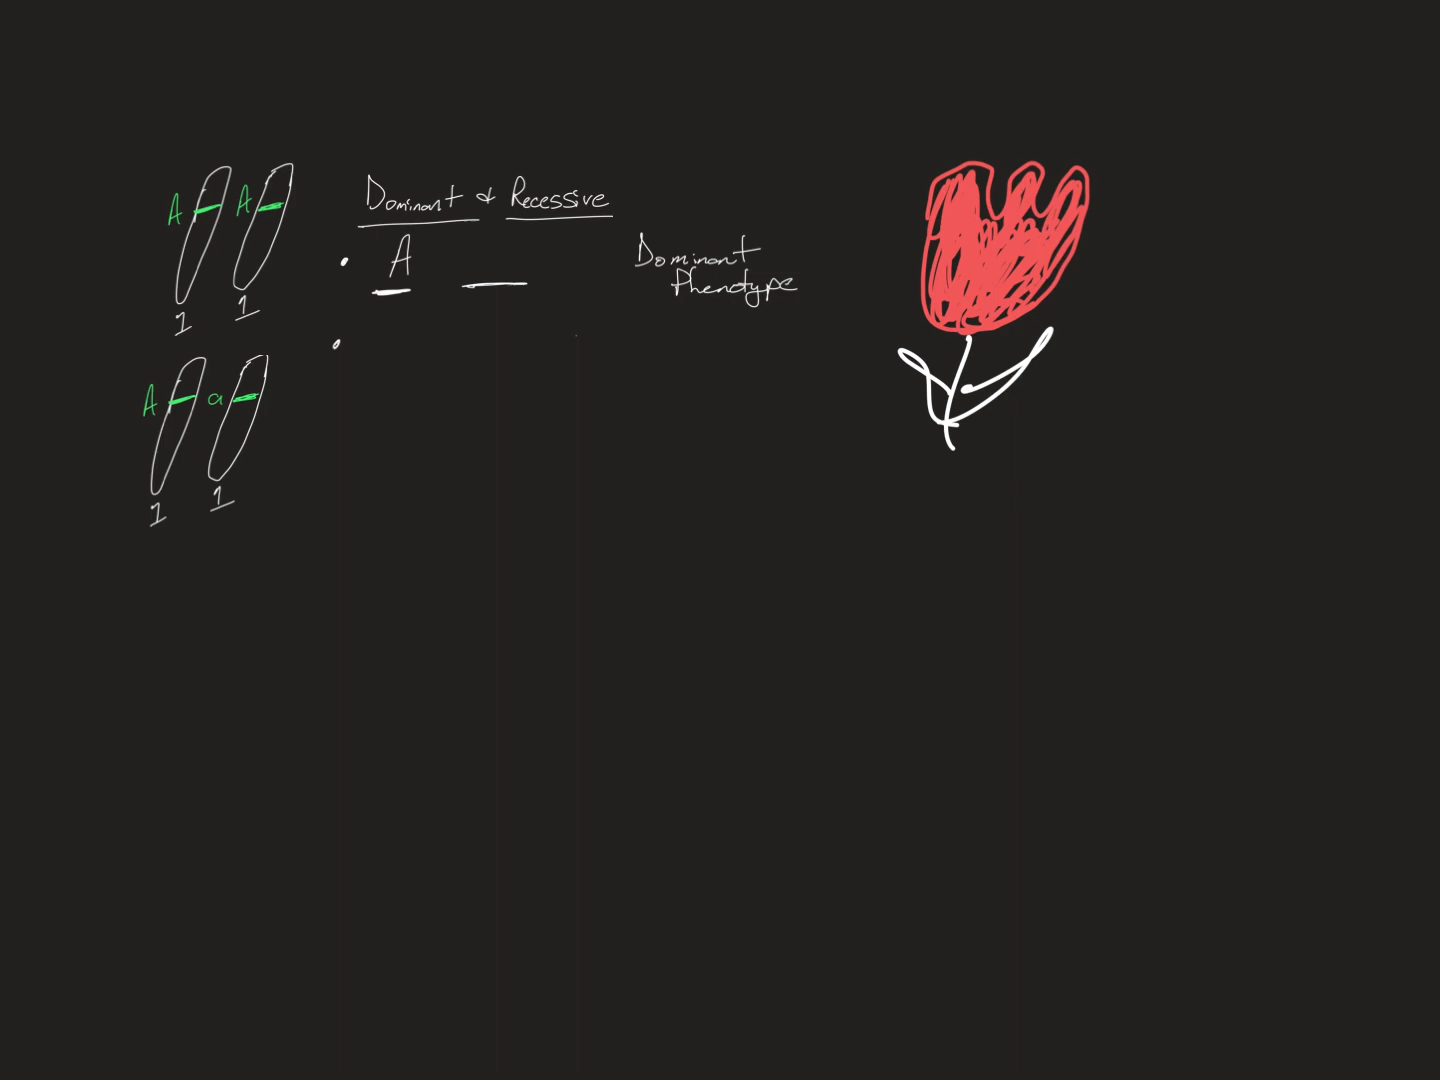 A A
Dominant & Recessive
A
Dominant
Phenotype
1 1
A a
1 1